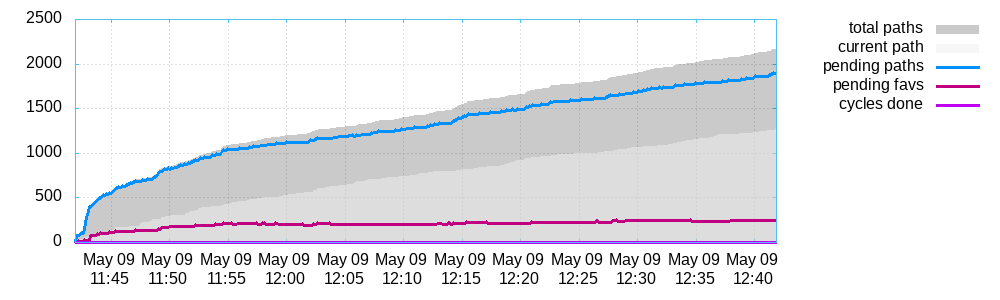 2500
2000
1500
1000
500
0
May 09 May 09 May 09 May 09 May 09 May 09 May 09 May 09 May 09 May 09 May 09 May 09
11:45 11:50 11:55 12:00 12:05 12:10 12:15 12:20 12:25 12:30 12:35 12:40
total paths
current path
pending paths
pending favs
cycles done